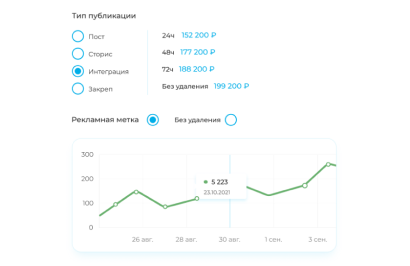 Тип публикации
Пост
Сторис
Интеграция
Закреп
24ч 152 200 ₽
48ч 177 200 ₽
72ч 188 200 ₽
Без удаления 199 200 ₽
Рекламная метка
Без удаления
300
200
100
0
5 223
23.10.2021
26 авг. 28 авг. 30 авг. 1 сен. 3 сен.